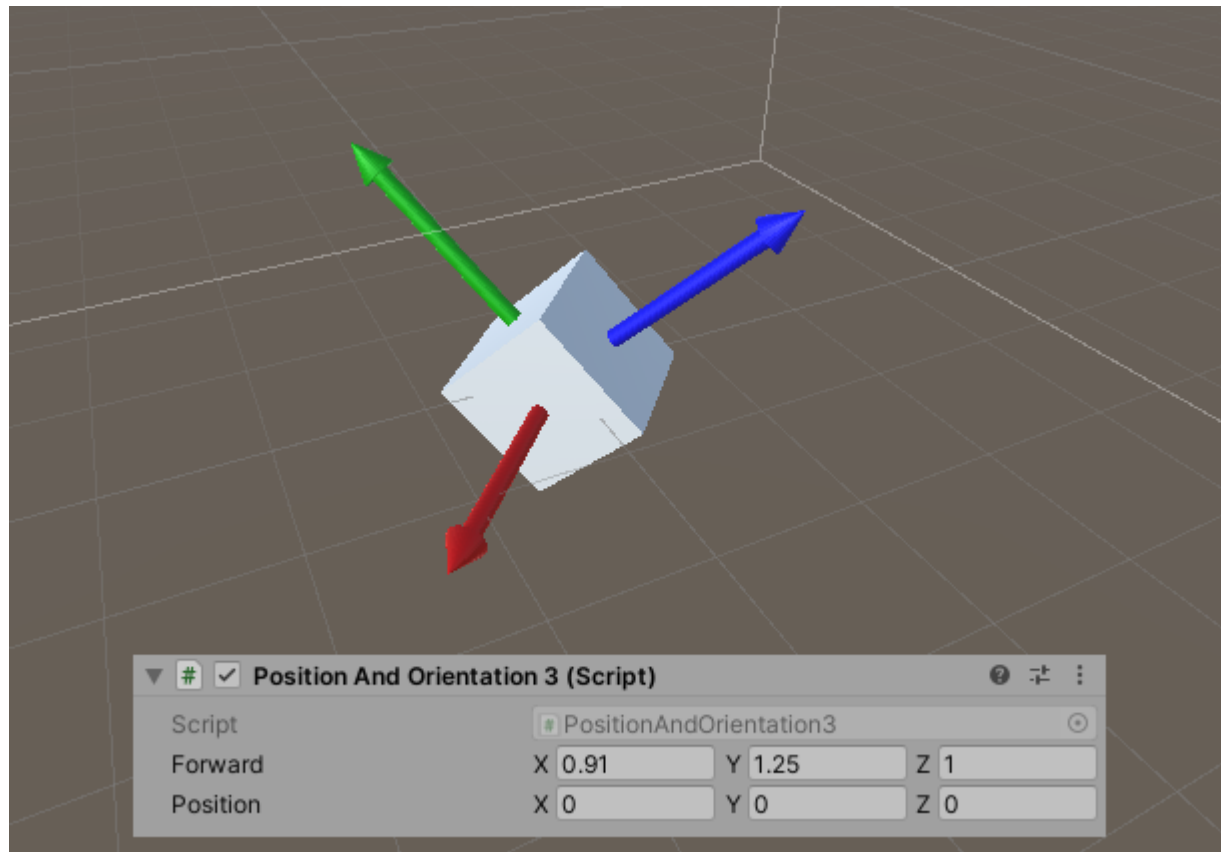 Position And Orientation 3 (Script)
Script # PositionAndOrientation3
Forward X 0.91 Y 1.25 Z 1
Position X 0 Y 0 Z 0